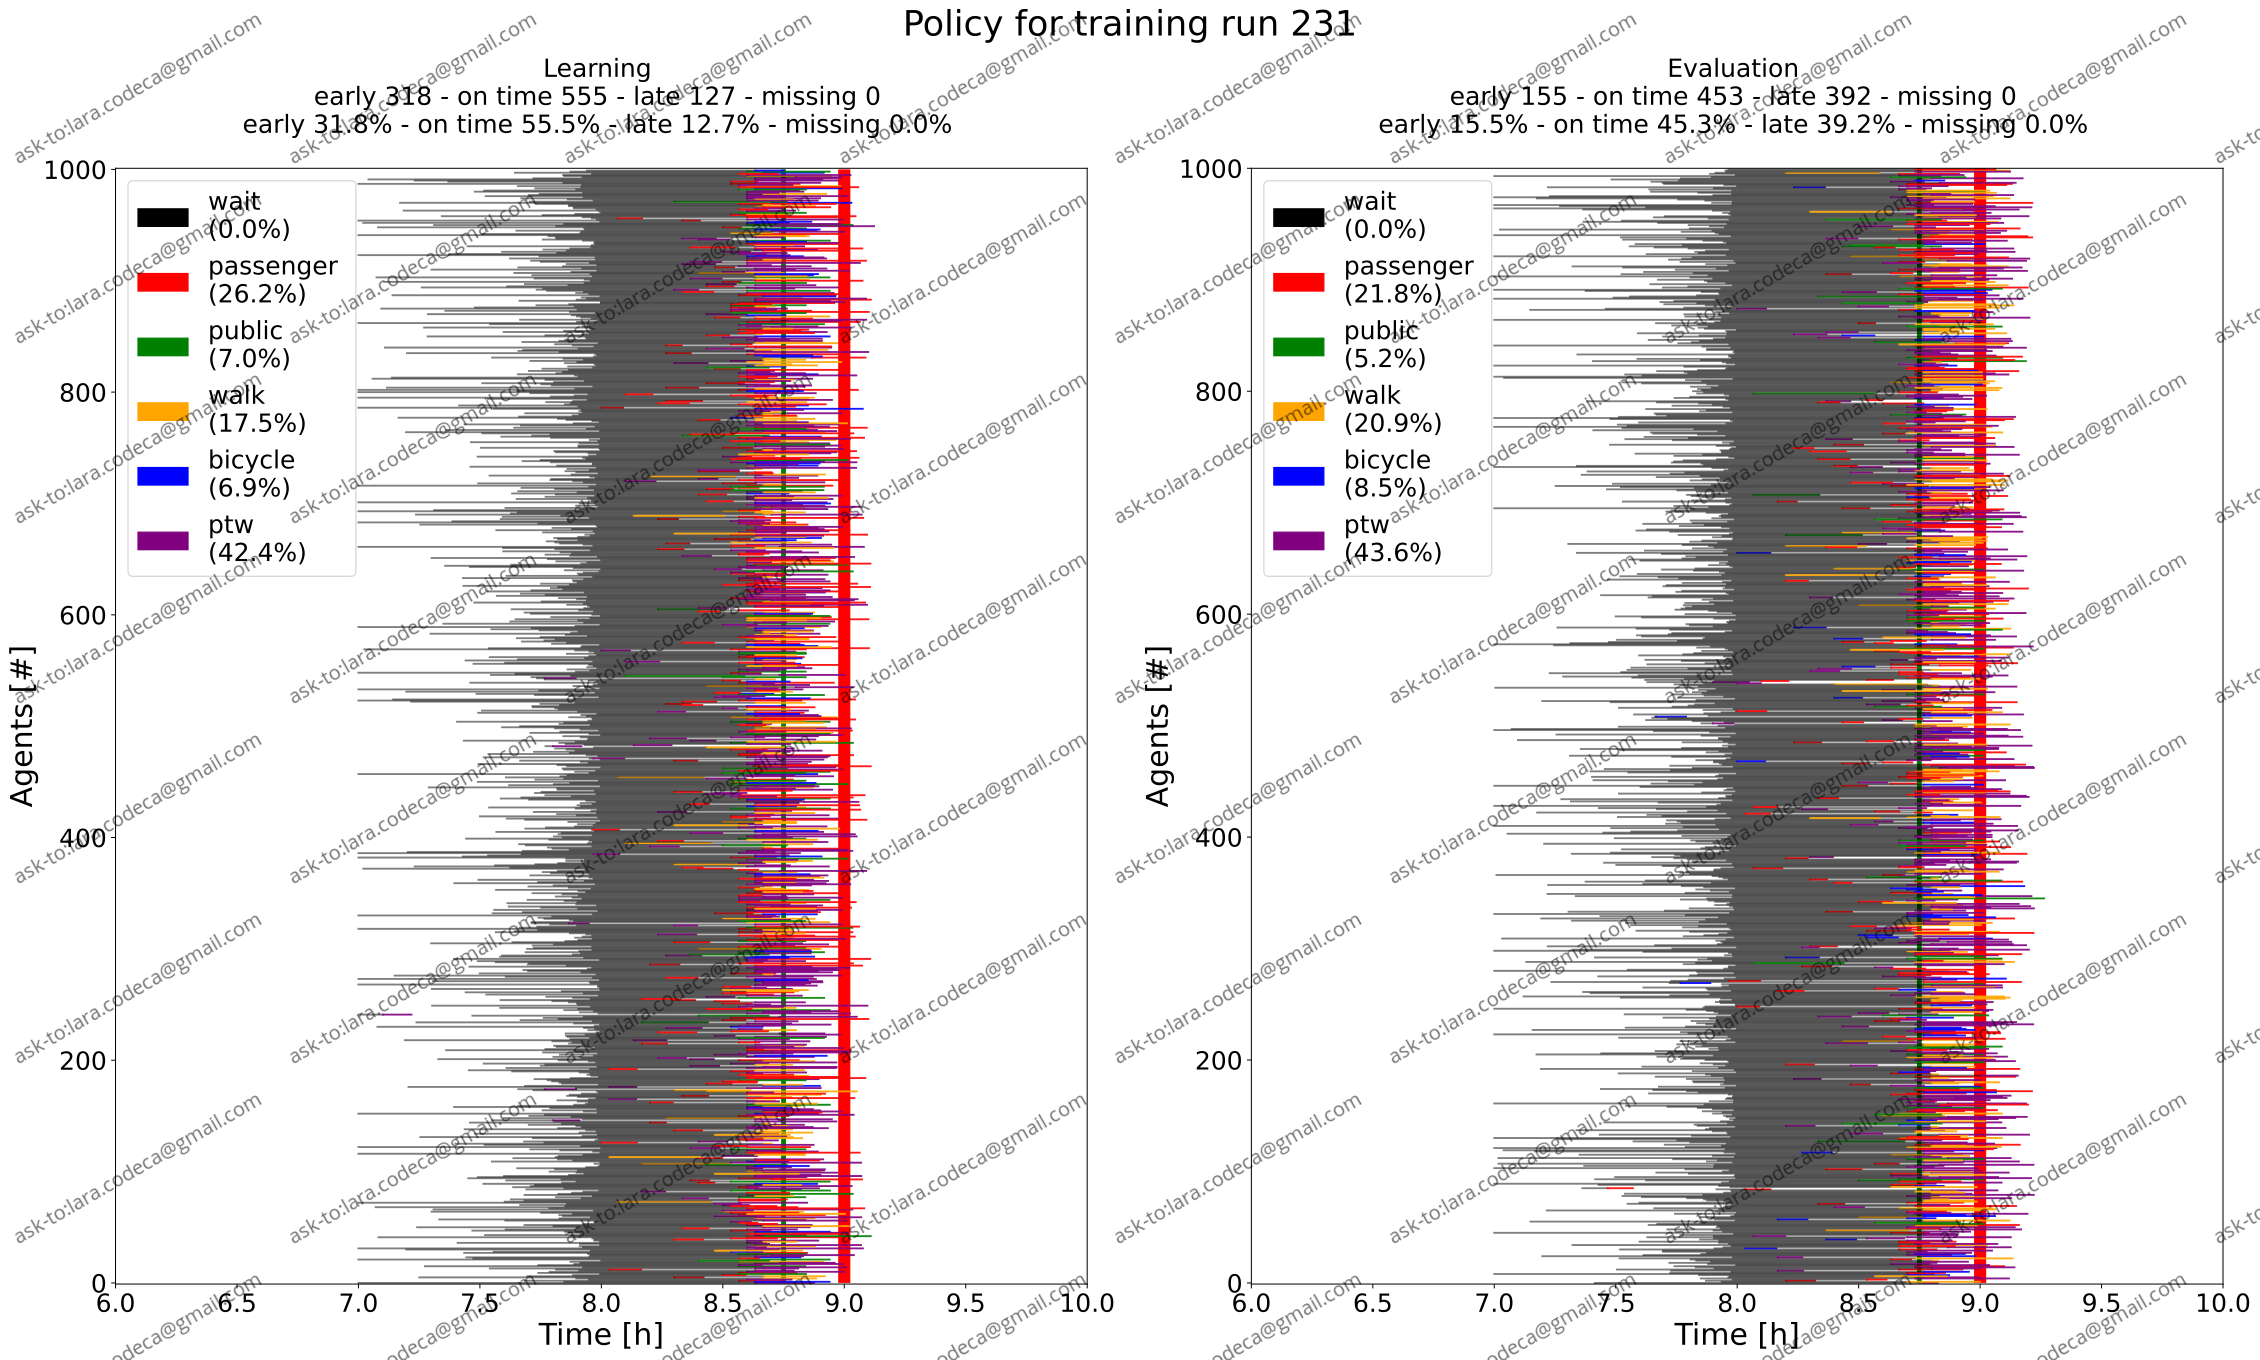 Policy for training run 231
Learning
early 318 - on time 555 - late 127 - missing 0
early 31.8% - on time 55.5% - late 12.7% - missing 0.0%
1000
800
600
400
200
0
Agents [#]
wait
(0.0%)
passenger
(26.2%)
public
(7.0%)
walk
(17.5%)
bicycle
(6.9%)
ptw
(42.4%)
6.0 6.5 7.0 7.5 8.0 8.5 9.0 9.5 10.0
Time [h]
Evaluation
early 155 - on time 453 - late 392 - missing 0
early 15.5% - on time 45.3% - late 39.2% - missing 0.0%
1000
800
600
400
200
0
Agents [#]
wait
(0.0%)
passenger
(21.8%)
public
(5.2%)
walk
(20.9%)
bicycle
(8.5%)
ptw
(43.6%)
6.0 6.5 7.0 7.5 8.0 8.5 9.0 9.5 10.0
Time [h]
ask-to:lara.codeca@gmail.com